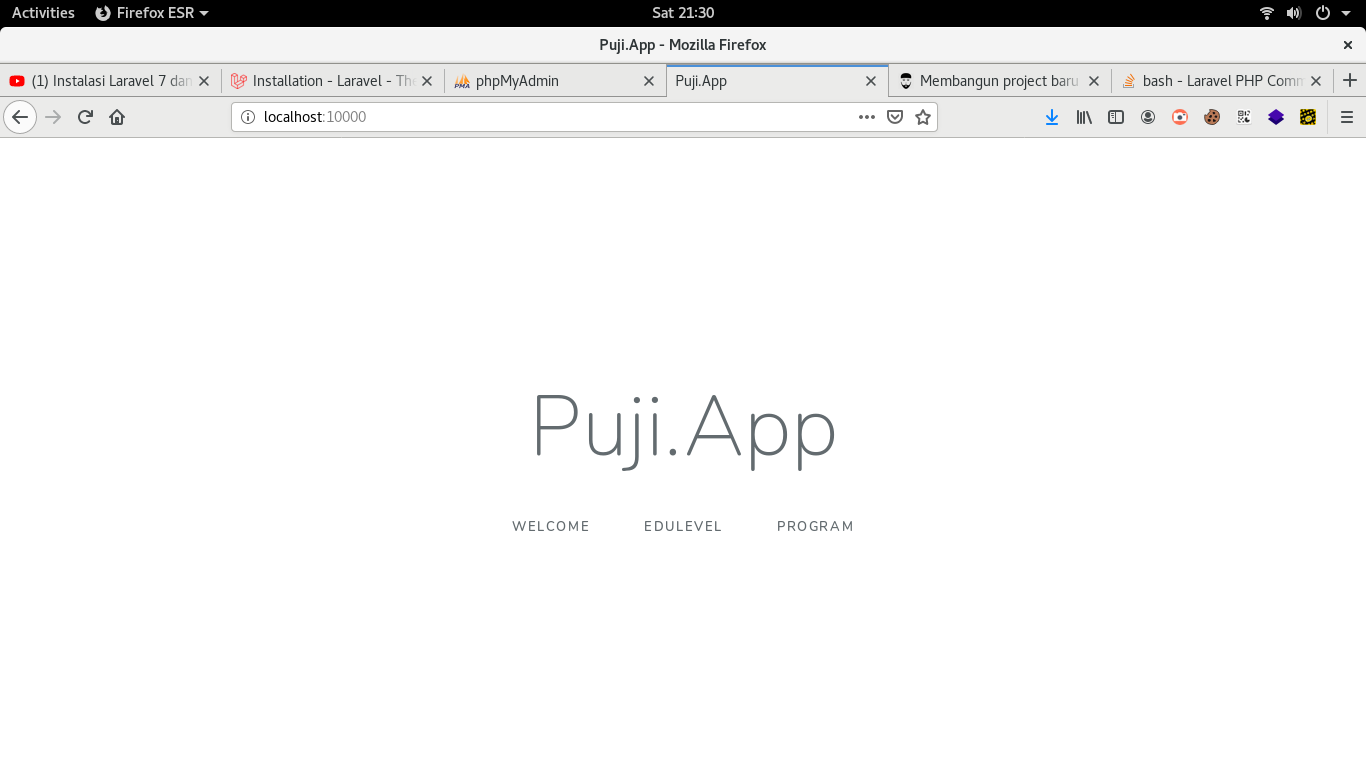 Activities Firefox ESR Sat 21:30
Puji.App - Mozilla Firefox
(1) Instalasi Laravel 7 dan Installation - Laravel - The phpMyAdmin Puji.App Membangun project baru bash - Laravel PHP Comm
localhost:10000
Puji.App
WELCOME EDULEVEL PROGRAM